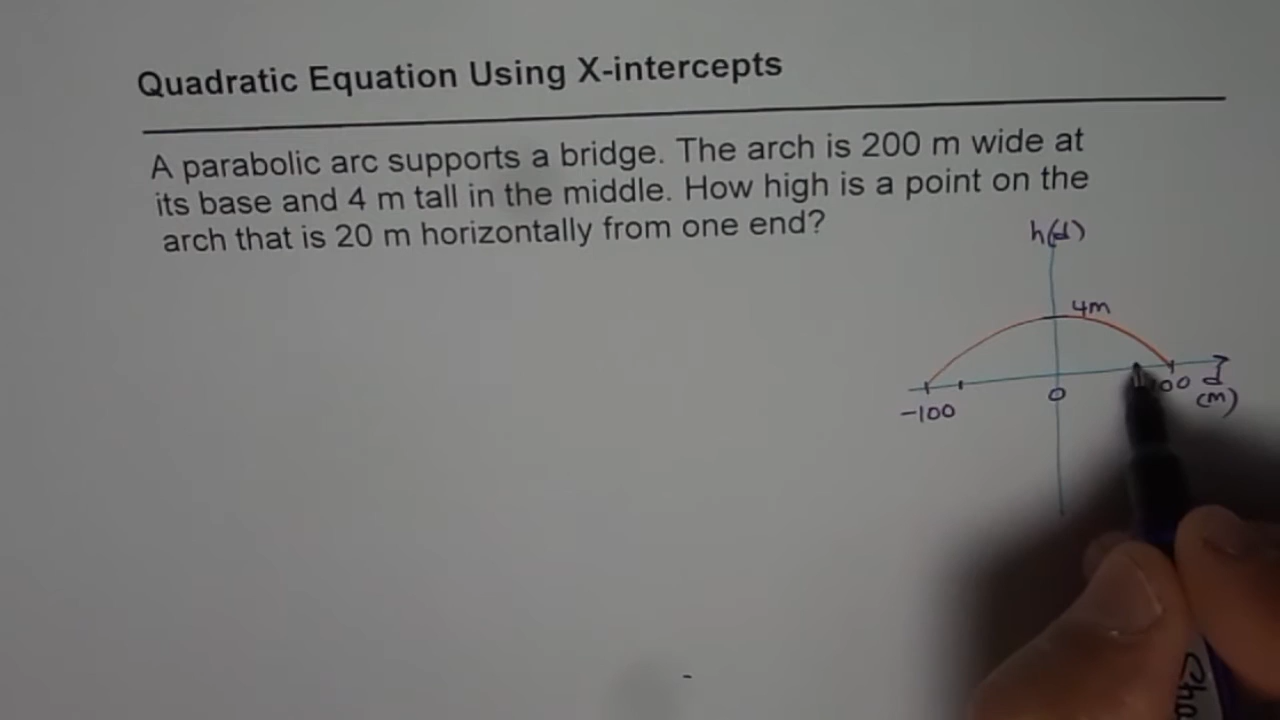 Quadratic Equation Using X-intercepts
A parabolic arc supports a bridge. The arch is 200 m wide at
its base and 4 m tall in the middle. How high is a point on the
arch that is 20 m horizontally from one end?
h(d)
4m
-100
0
00
d
(m)